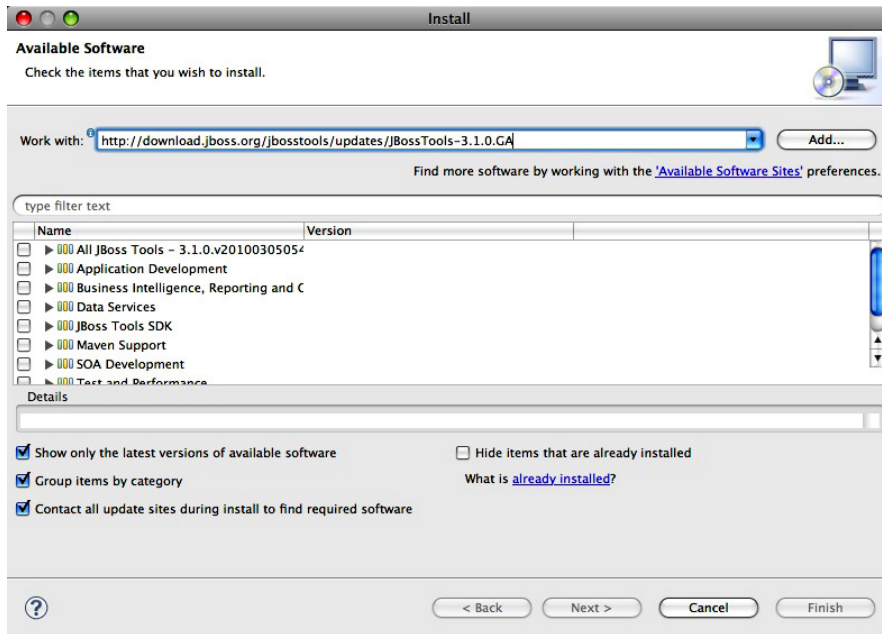 Install
Available Software
Check the items that you wish to install.
Work with: http://download.jboss.org/jbosstools/updates/JBossTools-3.1.0.GA Add...
Find more software by working with the 'Available Software Sites' preferences.
type filter text
Name Version
All JBoss Tools - 3.1.0.v20100305054
Application Development
Business Intelligence, Reporting and C
Data Services
JBoss Tools SDK
Maven Support
SOA Development
Test and Performance
Details
Show only the latest versions of available software Hide items that are already installed
Group items by category What is already installed?
Contact all update sites during install to find required software
? < Back Next > Cancel Finish